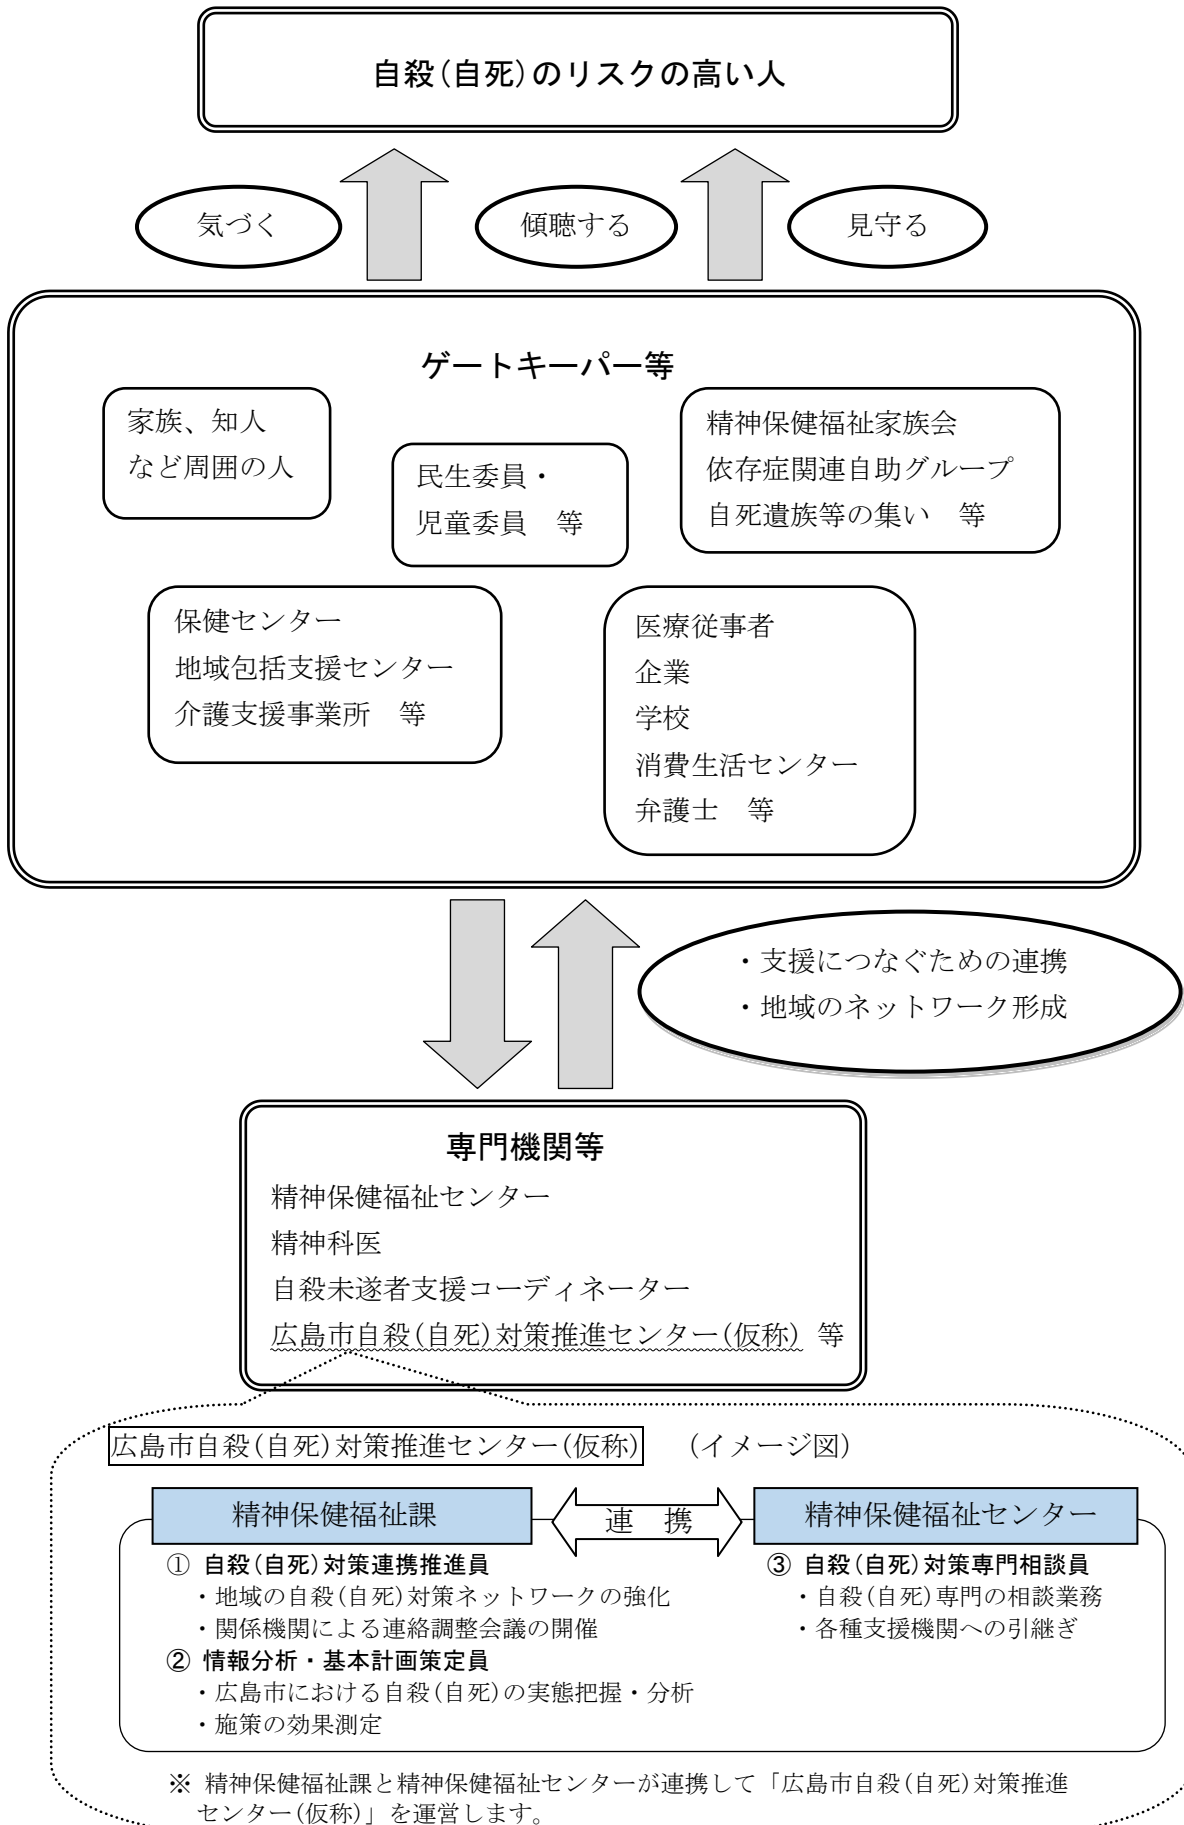 自殺(自死)のリスクの高い人
気づく
傾聴する
見守る
ゲートキーパー等
家族、知人
など周囲の人
民生委員・
児童委員　等
精神保健福祉家族会
依存症関連自助グループ
自死遺族等の集い　等
保健センター
地域包括支援センター
介護支援事業所　等
医療従事者
企業
学校
消費生活センター
弁護士　等
・支援につなぐための連携
・地域のネットワーク形成
専門機関等
精神保健福祉センター
精神科医
自殺未遂者支援コーディネーター
広島市自殺(自死)対策推進センター(仮称) 等
広島市自殺(自死)対策推進センター(仮称)　(イメージ図)
精神保健福祉課
連　携
精神保健福祉センター
① 自殺(自死)対策連携推進員
・地域の自殺(自死)対策ネットワークの強化
・関係機関による連絡調整会議の開催
② 情報分析・基本計画策定員
・広島市における自殺(自死)の実態把握・分析
・施策の効果測定
③ 自殺(自死)対策専門相談員
・自殺(自死)専門の相談業務
・各種支援機関への引継ぎ
※ 精神保健福祉課と精神保健福祉センターが連携して「広島市自殺(自死)対策推進
センター(仮称)」を運営します。